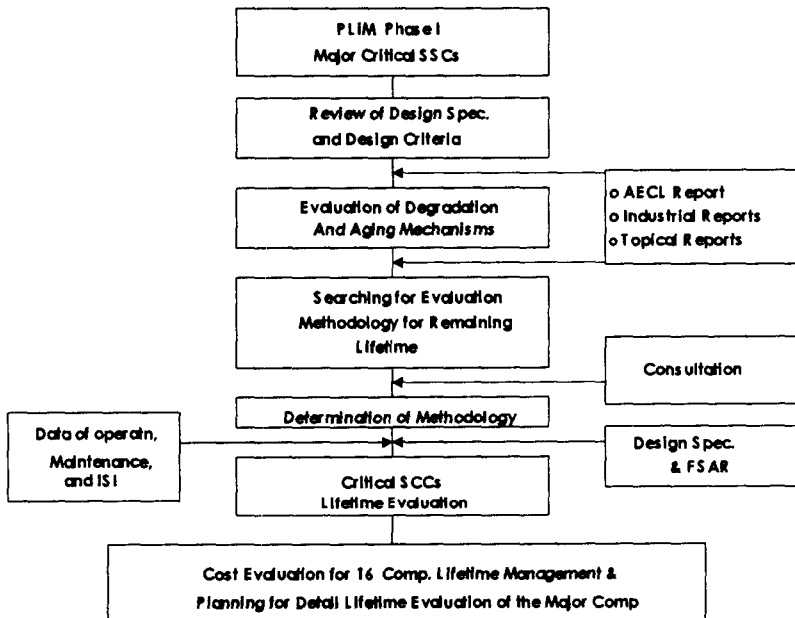 PLiM Phase I
Major Critical SSCs
Review of Design Spec.
and Design Criteria
Evaluation of Degradation
And Aging Mechanisms
o AECL Report
o Industrial Reports
o Topical Reports
Searching for Evaluation
Methodology for Remaining
Lifetime
Consultation
Determination of Methodology
Data of operatn,
Maintenance,
and ISI
Design Spec.
& FSAR
Critical SCCs
Lifetime Evaluation
Cost Evaluation for 16 Comp. Lifetime Management &
Planning for Detail Lifetime Evaluation of the Major Comp